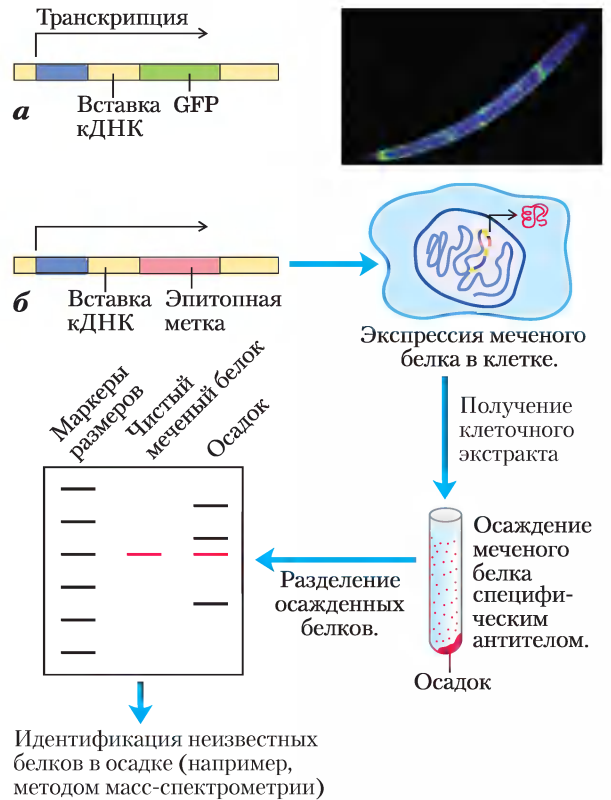 Транскрипция
Вставка
кДНК
GFP
а
Вставка
кДНК
Эпитопная
метка
б
Экспрессия меченого
белка в клетке.
Получение
клеточного
экстракта
Осаждение
меченого
белка
специфи-
ческим
антителом.
Осадок
Разделение
осажденных
белков.
Маркеры
размеров
Чистый
меченый белок
Осадок
Идентификация неизвестных
белков в осадке (например,
методом масс-спектрометрии)